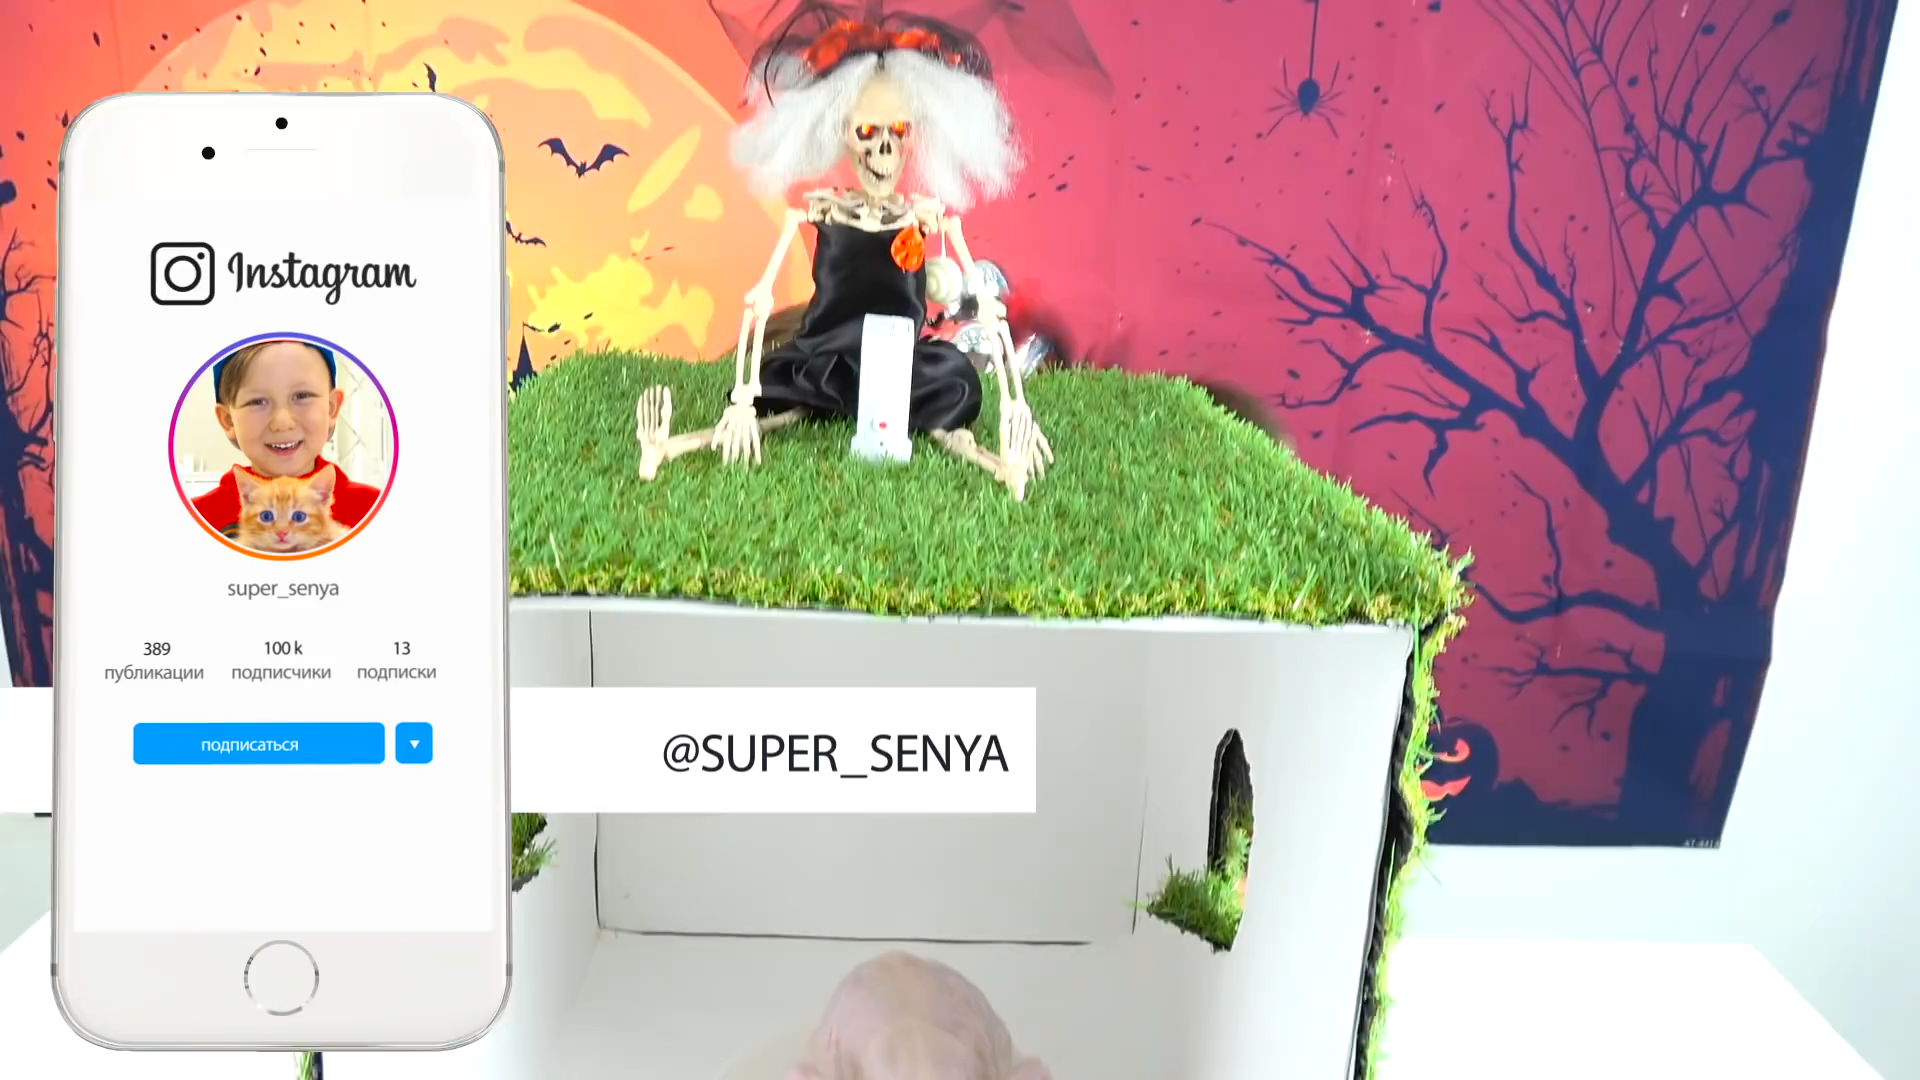 Instagram
super_senya
389 100 k 13
публикации подписчики подписки
подписаться
@SUPER_SENYA